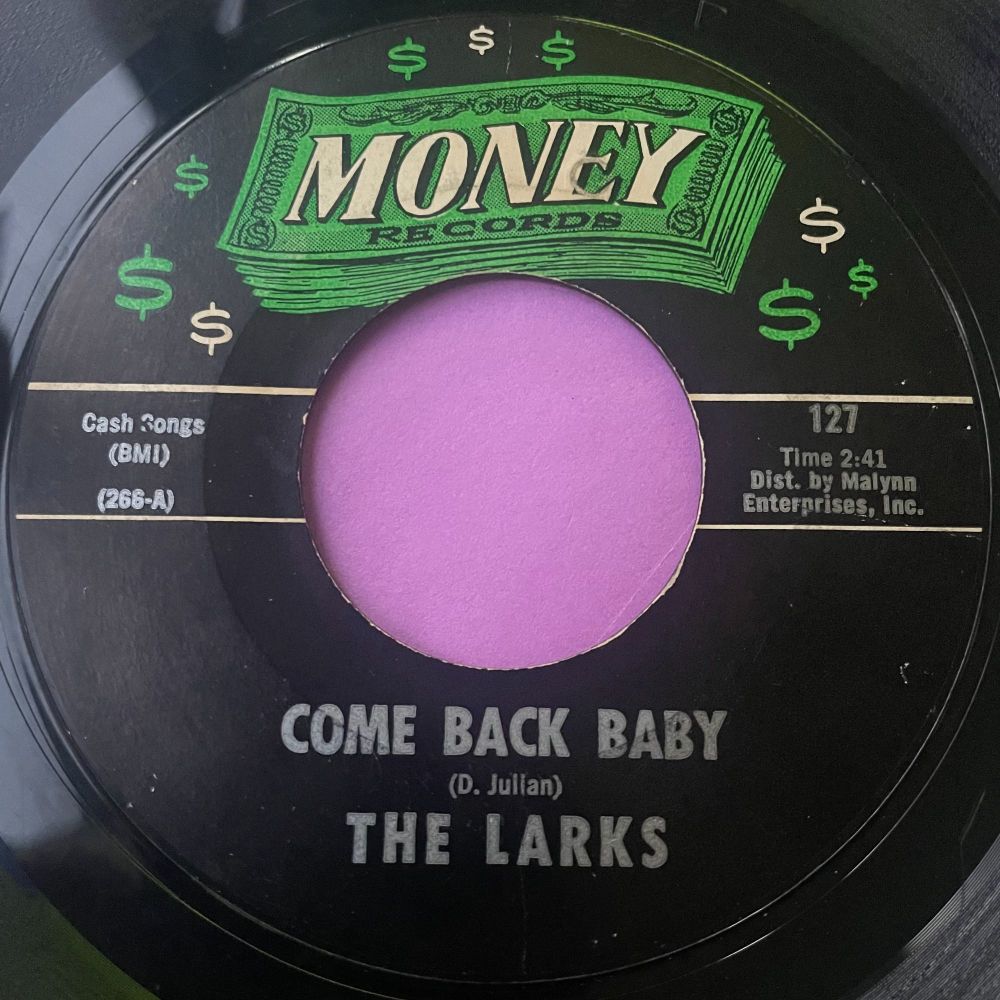 $ $ $
MONEY
RECORDS
$ $
$ $
$ $
Cash Songs
(BMI)
(266-A)
127
Time 2:41
Dist. by Malynn
Enterprises, Inc.
COME BACK BABY
(D. Julian)
THE LARKS